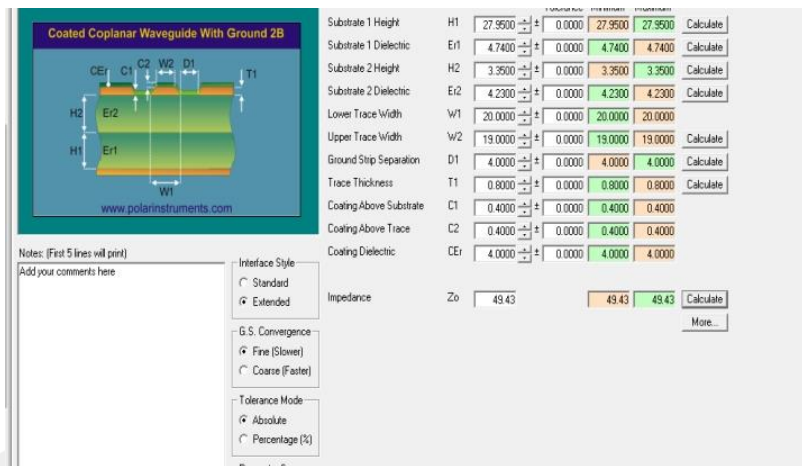 Coated Coplanar Waveguide With Ground 2B
CEr C1 C2 W2 D1 T1
H2 Er2
H1 Er1
W1
www.polarinstruments.com
Tolerance Minimum Maximum
Substrate 1 Height H1 27.9500 ± 0.0000 27.9500 27.9500 Calculate
Substrate 1 Dielectric Er1 4.7400 ± 0.0000 4.7400 4.7400 Calculate
Substrate 2 Height H2 3.3500 ± 0.0000 3.3500 3.3500 Calculate
Substrate 2 Dielectric Er2 4.2300 ± 0.0000 4.2300 4.2300 Calculate
Lower Trace Width W1 20.0000 ± 0.0000 20.0000 20.0000
Upper Trace Width W2 19.0000 ± 0.0000 19.0000 19.0000 Calculate
Ground Strip Separation D1 4.0000 ± 0.0000 4.0000 4.0000 Calculate
Trace Thickness T1 0.8000 ± 0.0000 0.8000 0.8000 Calculate
Coating Above Substrate C1 0.4000 ± 0.0000 0.4000 0.4000
Coating Above Trace C2 0.4000 ± 0.0000 0.4000 0.4000
Coating Dielectric CEr 4.0000 ± 0.0000 4.0000 4.0000
Impedance Zo 49.43 49.43 49.43 Calculate
More...
Notes: (First 5 lines will print)
Add your comments here
Interface Style
Standard
Extended
G.S. Convergence
Fine (Slower)
Coarse (Faster)
Tolerance Mode
Absolute
Percentage (%)